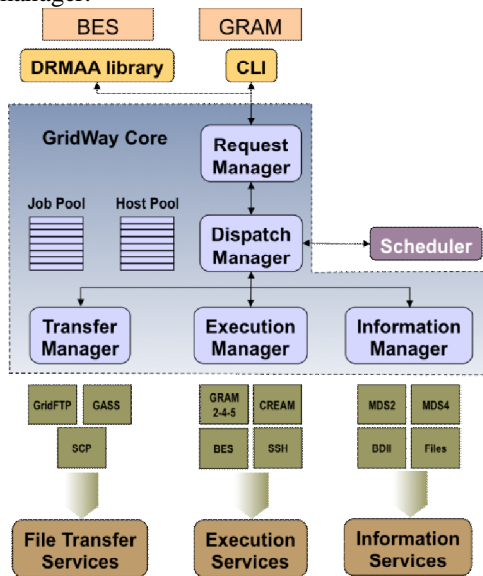 manager.
BES
GRAM
DRMAA library
CLI
GridWay Core
Request
Manager
Job Pool
Host Pool
Dispatch
Manager
Scheduler
Transfer
Manager
Execution
Manager
Information
Manager
GridFTP
GASS
SCP
GRAM
2-4-5
CREAM
BES
SSH
MDS2
MDS4
BDII
Files
File Transfer
Services
Execution
Services
Information
Services